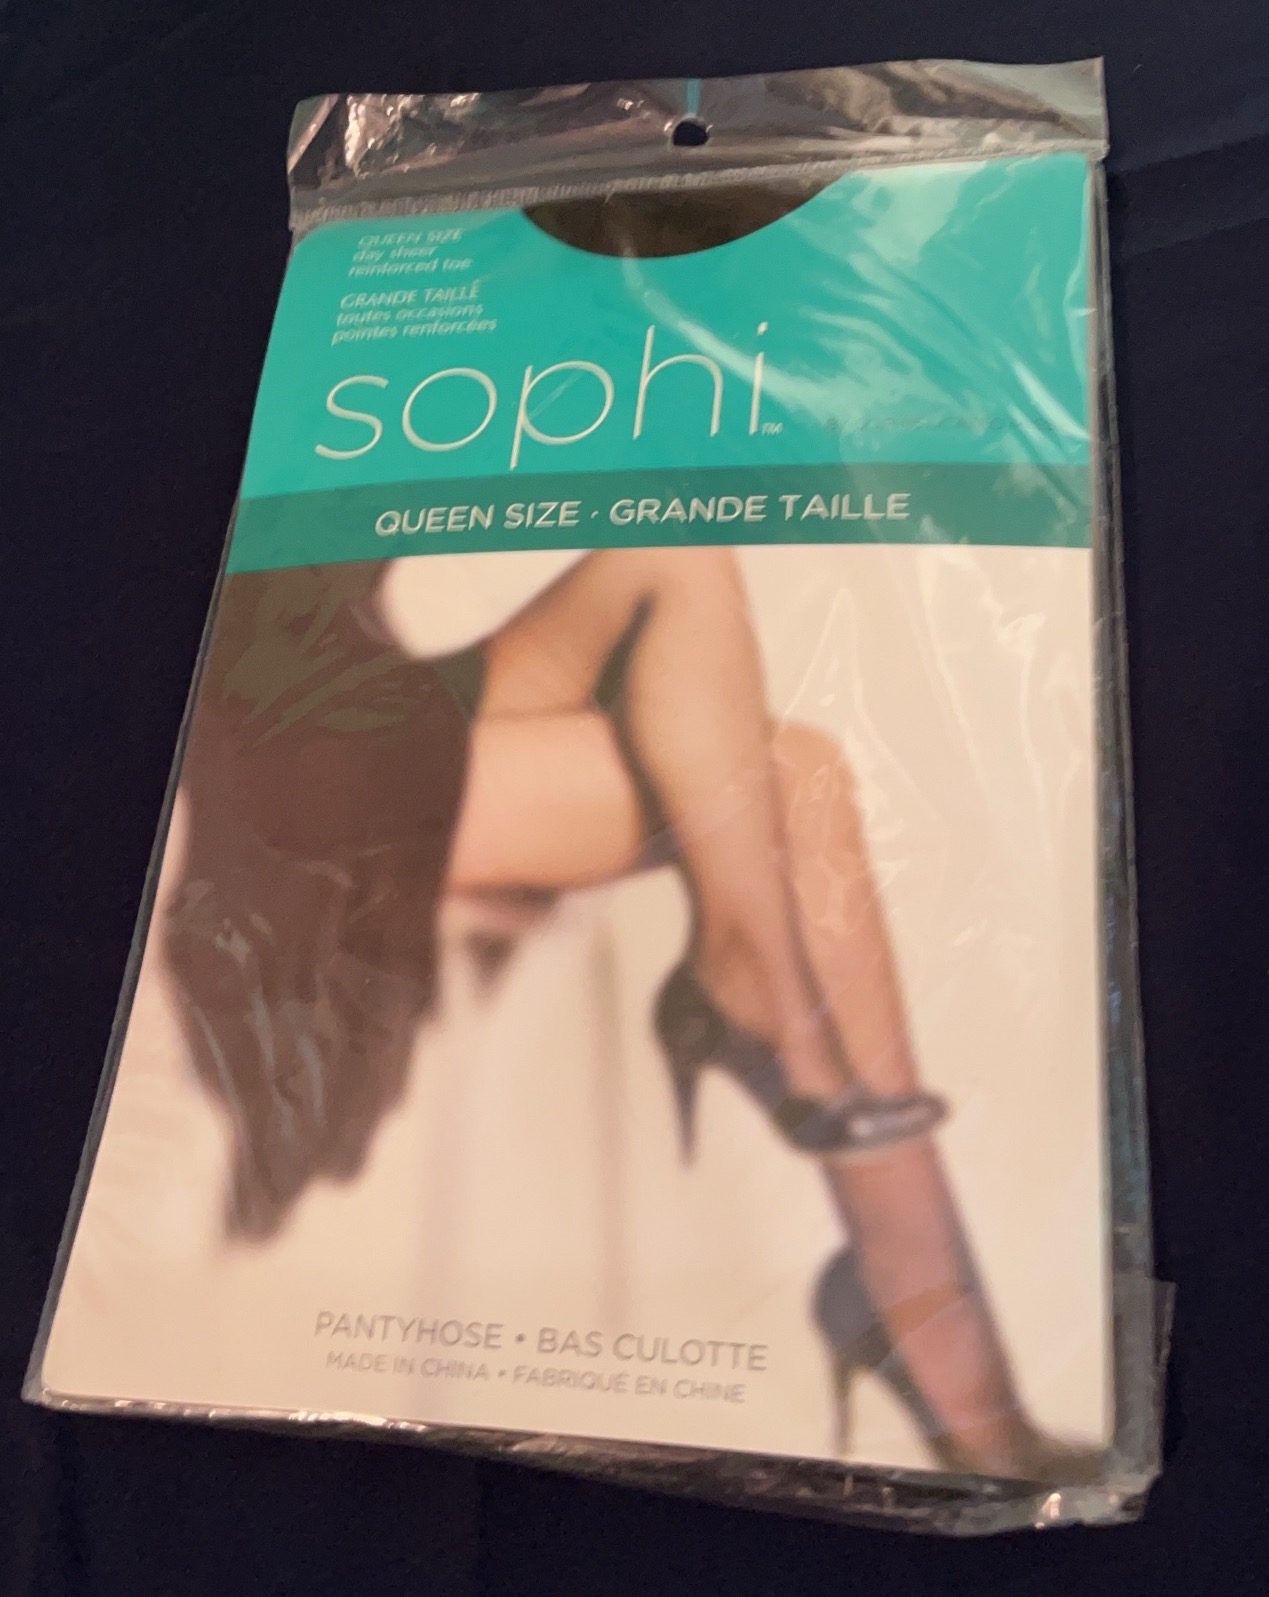 QUEEN SIZE
day sheer
reinforced toe
GRANDE TAILLE
toutes occasions
pointes renforcées
sophi™
QUEEN SIZE · GRANDE TAILLE
PANTYHOSE • BAS CULOTTE
MADE IN CHINA • FABRIQUÉ EN CHINE